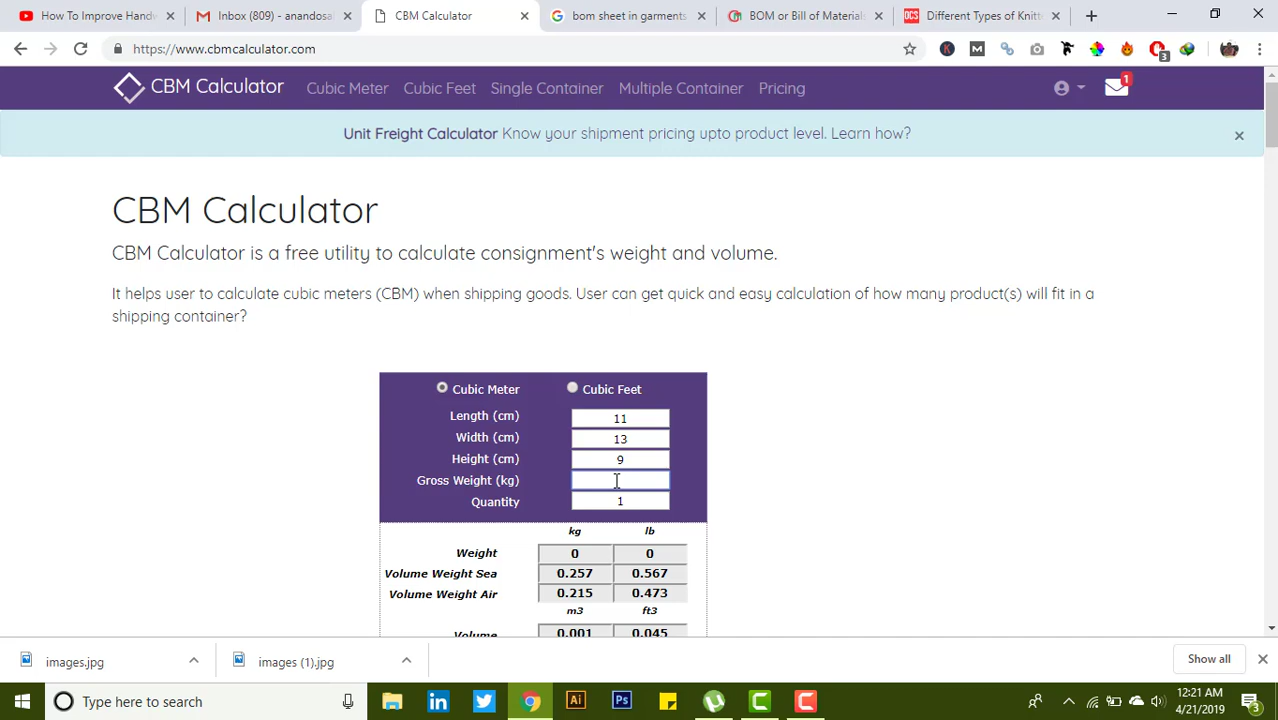 How To Improve Handw
Inbox (809) - anandosa
CBM Calculator
bom sheet in garments
BOM or Bill of Materials
Different Types of Knitte
https://www.cbmcalculator.com
3
CBM Calculator
Cubic Meter
Cubic Feet
Single Container
Multiple Container
Pricing
1
Unit Freight Calculator Know your shipment pricing upto product level. Learn how?
CBM Calculator
CBM Calculator is a free utility to calculate consignment's weight and volume.
It helps user to calculate cubic meters (CBM) when shipping goods. User can get quick and easy calculation of how many product(s) will fit in a
shipping container?
Cubic Meter Cubic Feet
Length (cm) 11
Width (cm) 13
Height (cm) 9
Gross Weight (kg)
Quantity 1
kg lb
Weight 0 0
Volume Weight Sea 0.257 0.567
Volume Weight Air 0.215 0.473
m3 ft3
Volume 0.001 0.045
images.jpg
images (1).jpg
Show all
Type here to search
12:21 AM
4/21/2019
3